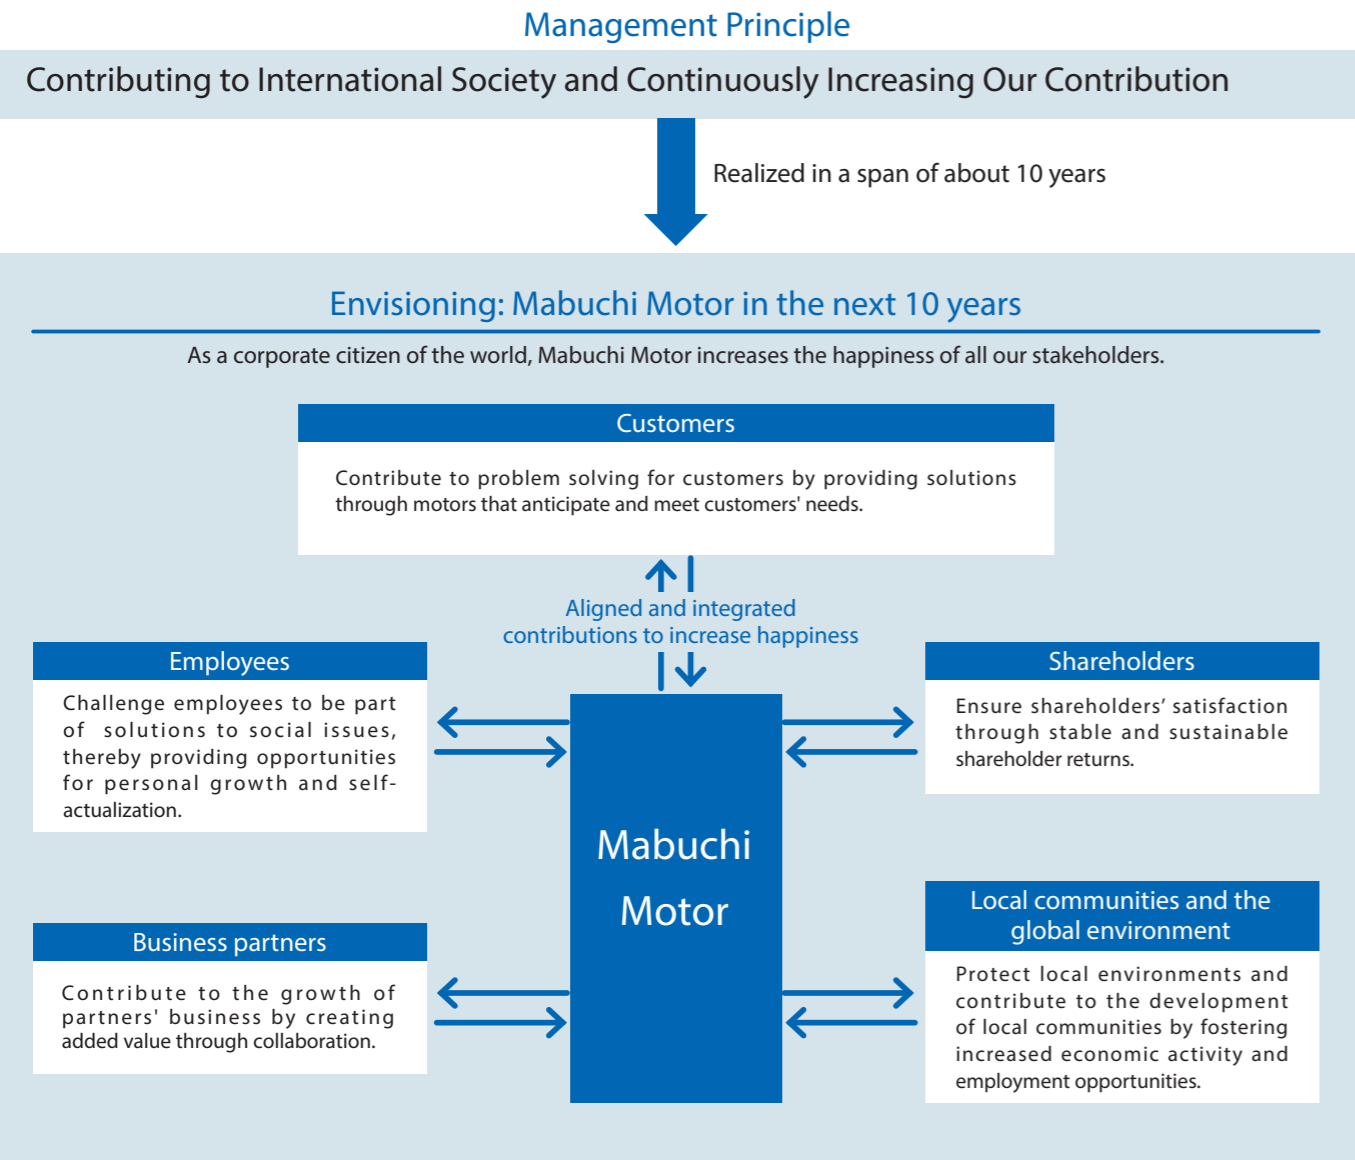 Management Principle
Contributing to International Society and Continuously Increasing Our Contribution
Realized in a span of about 10 years
Envisioning: Mabuchi Motor in the next 10 years
As a corporate citizen of the world, Mabuchi Motor increases the happiness of all our stakeholders.
Customers
Contribute to problem solving for customers by providing solutions
through motors that anticipate and meet customers' needs.
Aligned and integrated
contributions to increase happiness
Employees
Challenge employees to be part
of solutions to social issues,
thereby providing opportunities
for personal growth and self-
actualization.
Shareholders
Ensure shareholders’ satisfaction
through stable and sustainable
shareholder returns.
Mabuchi
Motor
Business partners
Contribute to the growth of
partners' business by creating
added value through collaboration.
Local communities and the
global environment
Protect local environments and
contribute to the development
of local communities by fostering
increased economic activity and
employment opportunities.